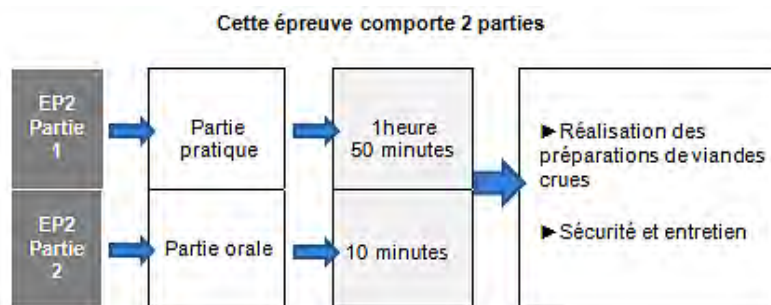 Cette épreuve comporte 2 parties
EP2
Partie
1
Partie
pratique
1heure
50 minutes
►Réalisation des
préparations de viandes
crues
►Sécurité et entretien
EP2
Partie
2
Partie orale
10 minutes